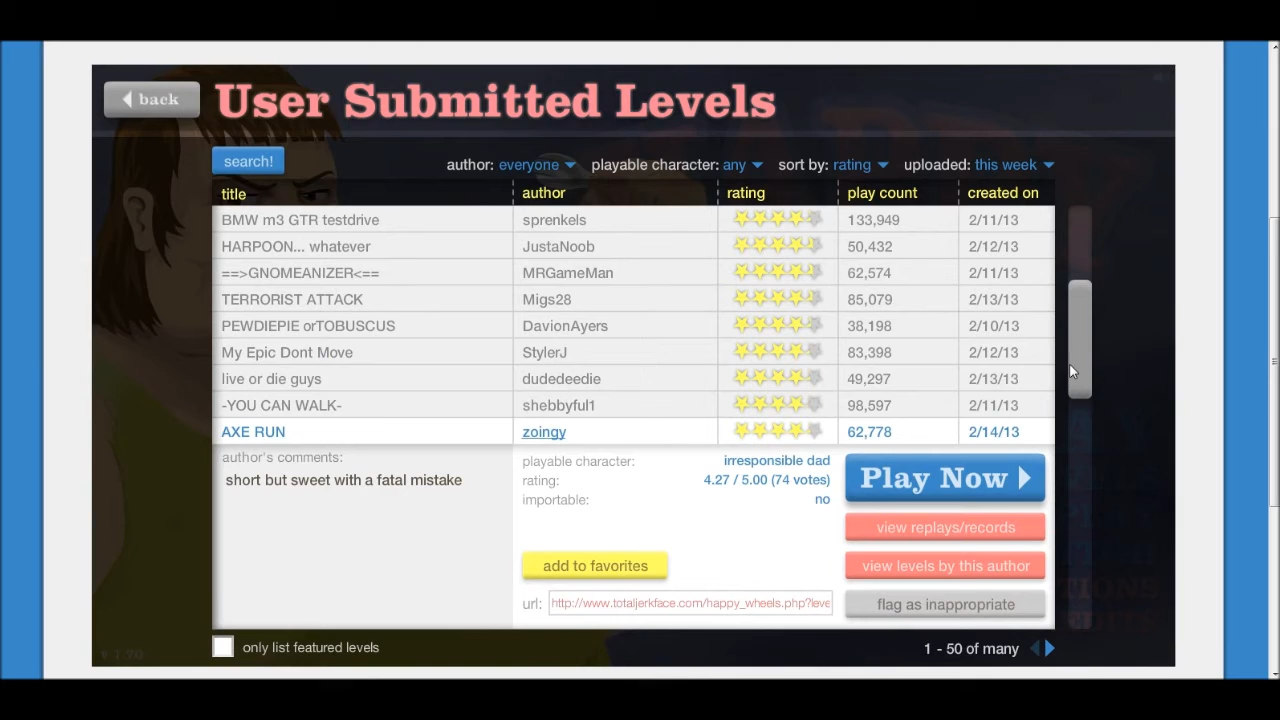 back
User Submitted Levels
search!
author: everyone playable character: any sort by: rating uploaded: this week
title author rating play count created on
BMW m3 GTR testdrive sprenkels 133,949 2/11/13
HARPOON... whatever JustaNoob 50,432 2/12/13
==>GNOMEANIZER<== MRGameMan 62,574 2/11/13
TERRORIST ATTACK Migs28 85,079 2/13/13
PEWDIEPIE orTOBUSCUS DavionAyers 38,198 2/10/13
My Epic Dont Move StylerJ 83,398 2/12/13
live or die guys dudedeedie 49,297 2/13/13
-YOU CAN WALK- shebbyful1 98,597 2/11/13
AXE RUN zoingy 62,778 2/14/13
author's comments:
short but sweet with a fatal mistake
playable character: irresponsible dad
rating: 4.27 / 5.00 (74 votes)
importable: no
Play Now
view replays/records
add to favorites
view levels by this author
url: http://www.totaljerkface.com/happy_wheels.php?leve
flag as inappropriate
only list featured levels
1 - 50 of many